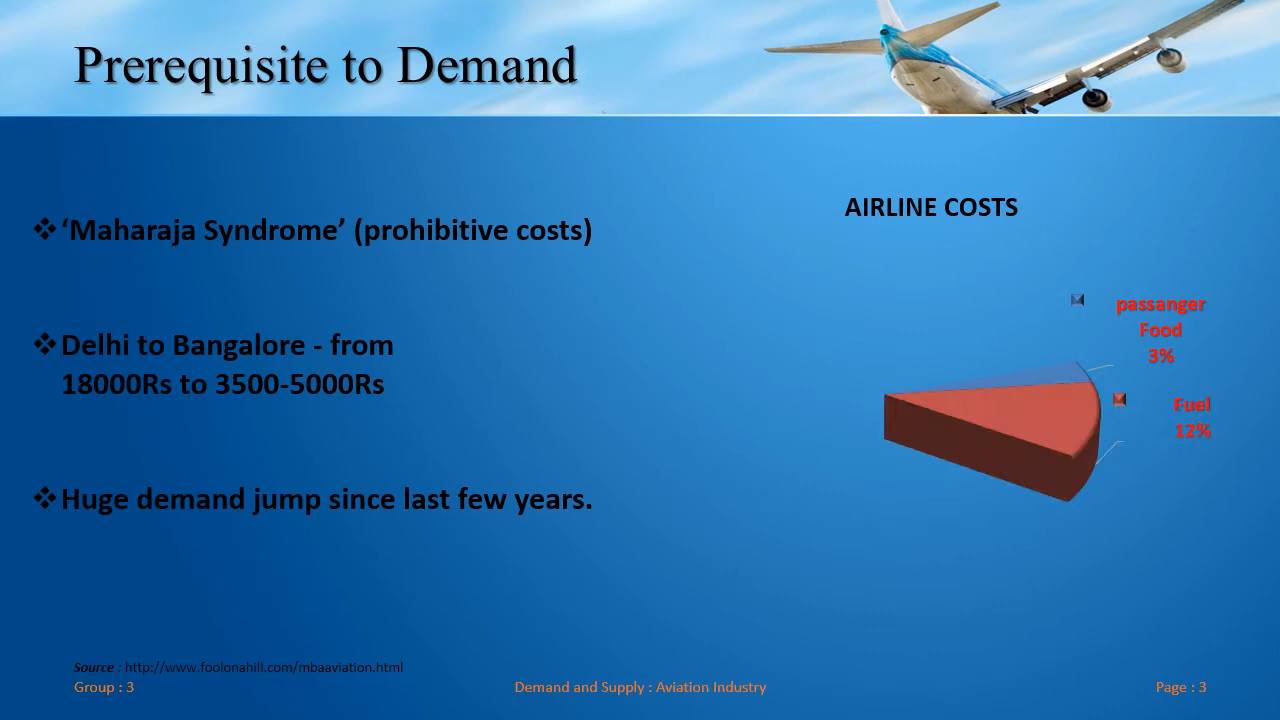 Prerequisite to Demand
❖‘Maharaja Syndrome’ (prohibitive costs)
❖Delhi to Bangalore - from
18000Rs to 3500-5000Rs
❖Huge demand jump since last few years.
AIRLINE COSTS
passanger
Food
3%
Fuel
12%
Source : http://www.foolonahill.com/mbaaviation.html
Group : 3
Demand and Supply : Aviation Industry
Page : 3